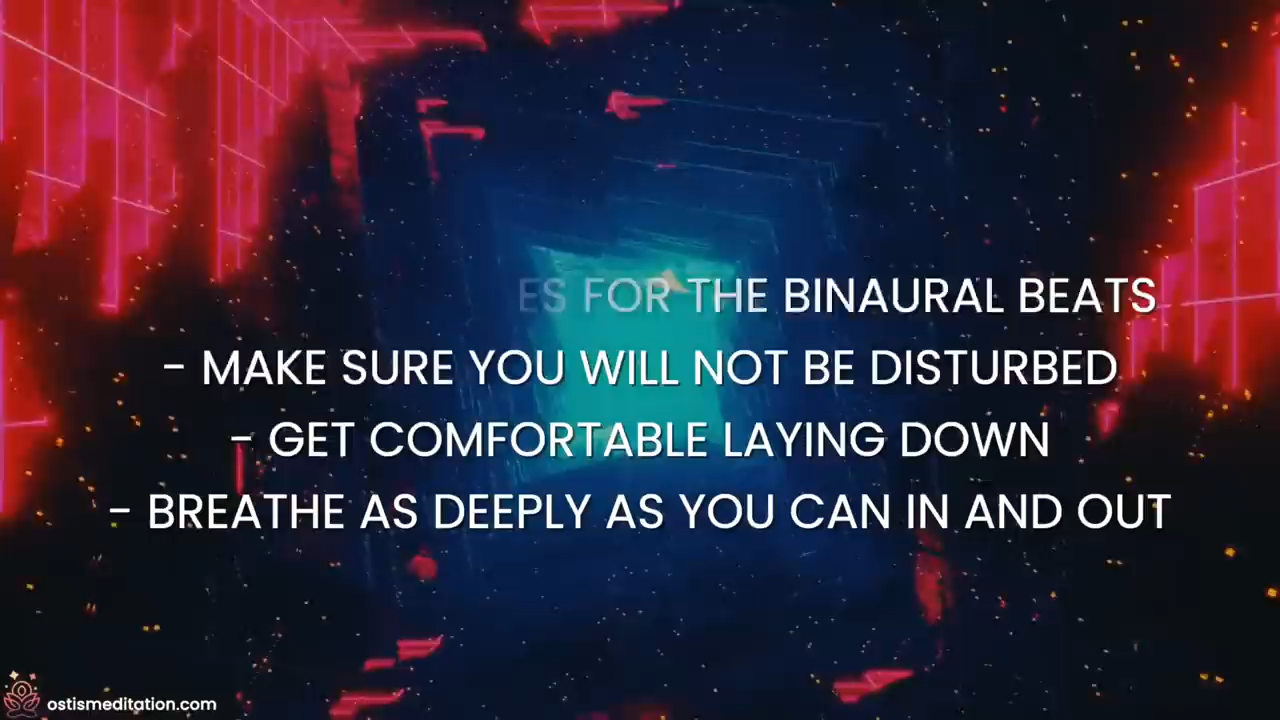 ES FOR THE BINAURAL BEATS
- MAKE SURE YOU WILL NOT BE DISTURBED
- GET COMFORTABLE LAYING DOWN
- BREATHE AS DEEPLY AS YOU CAN IN AND OUT
ostismeditation.com